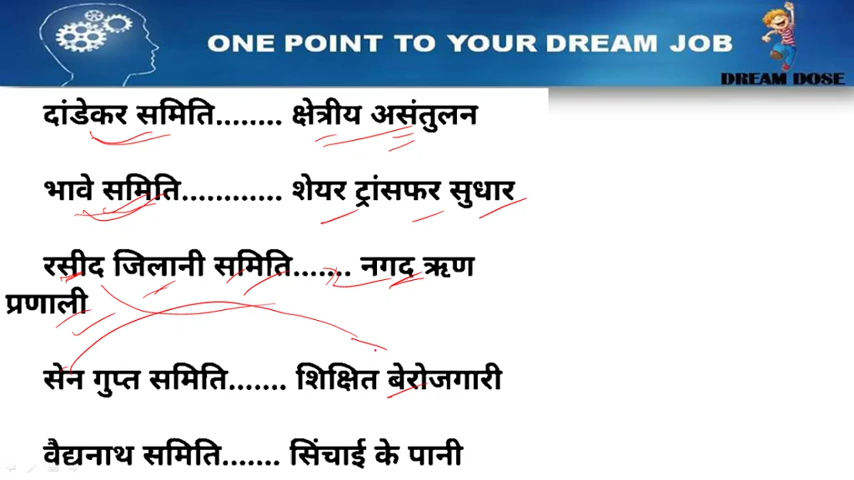 ONE POINT TO YOUR DREAM JOB
DREAM DOSE
दांडेकर समिति........ क्षेत्रीय असंतुलन
भावे समिति............ शेयर ट्रांसफर सुधार
रसीद जिलानी समिति....... नगद ऋण
प्रणाली
सेन गुप्त समिति....... शिक्षित बेरोजगारी
वैद्यनाथ समिति....... सिंचाई के पानी